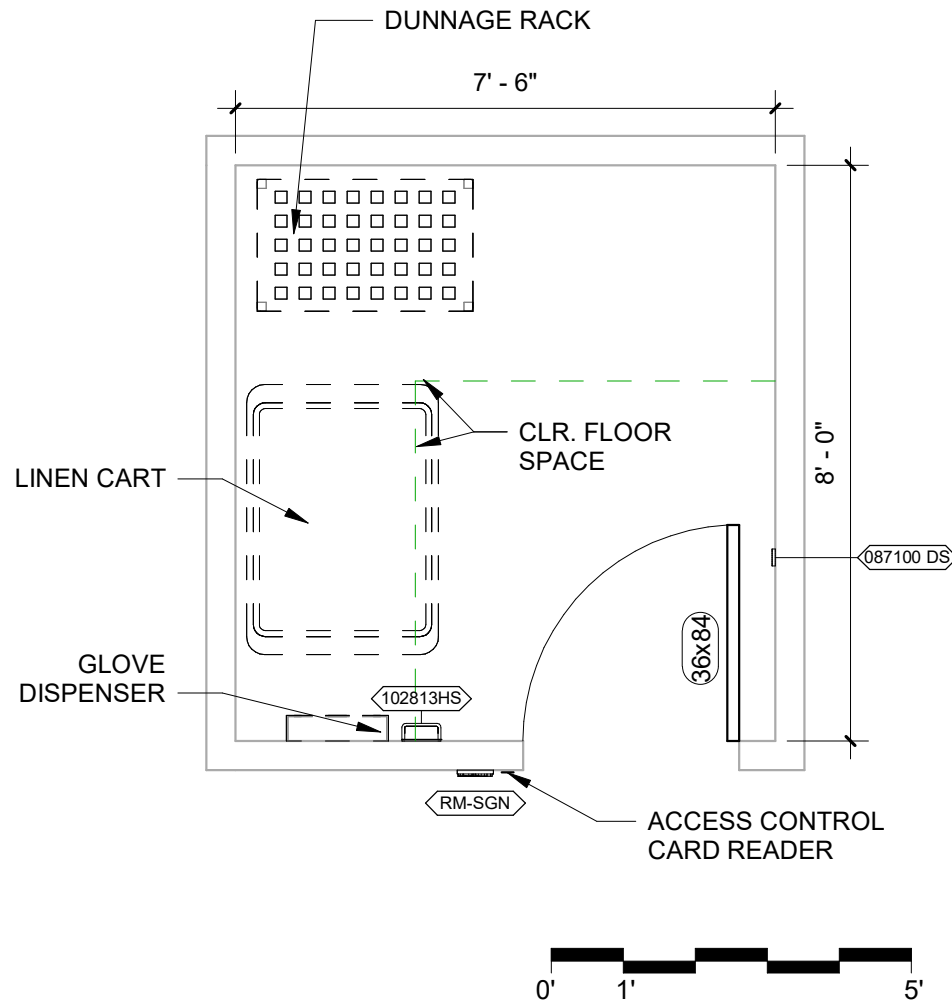 DUNNAGE RACK
7' - 6"
CLR. FLOOR
SPACE
8' - 0"
LINEN CART
087100 DS
36x84
GLOVE
DISPENSER
102813HS
RM-SGN
ACCESS CONTROL
CARD READER
0' 1' 5'